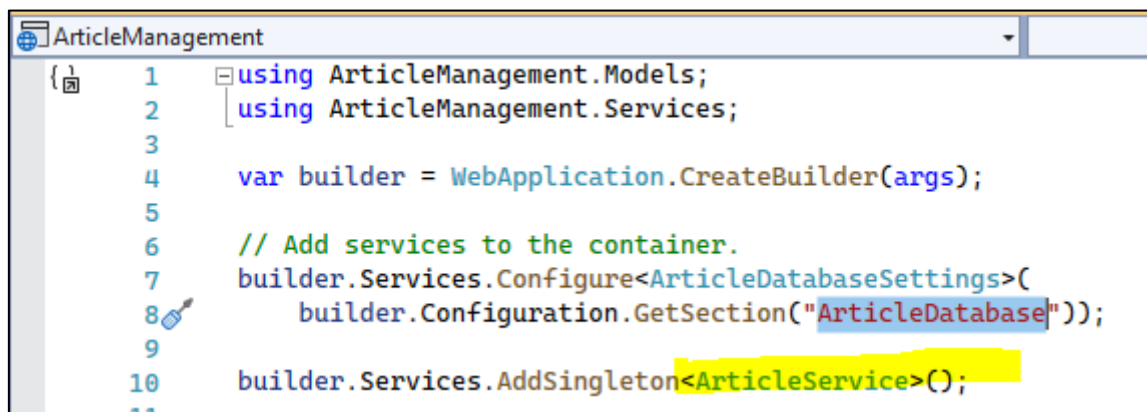 ArticleManagement
1 using ArticleManagement.Models;
2 using ArticleManagement.Services;
3
4 var builder = WebApplication.CreateBuilder(args);
5
6 // Add services to the container.
7 builder.Services.Configure<ArticleDatabaseSettings>(
8 builder.Configuration.GetSection("ArticleDatabase"));
9
10 builder.Services.AddSingleton<ArticleService>();